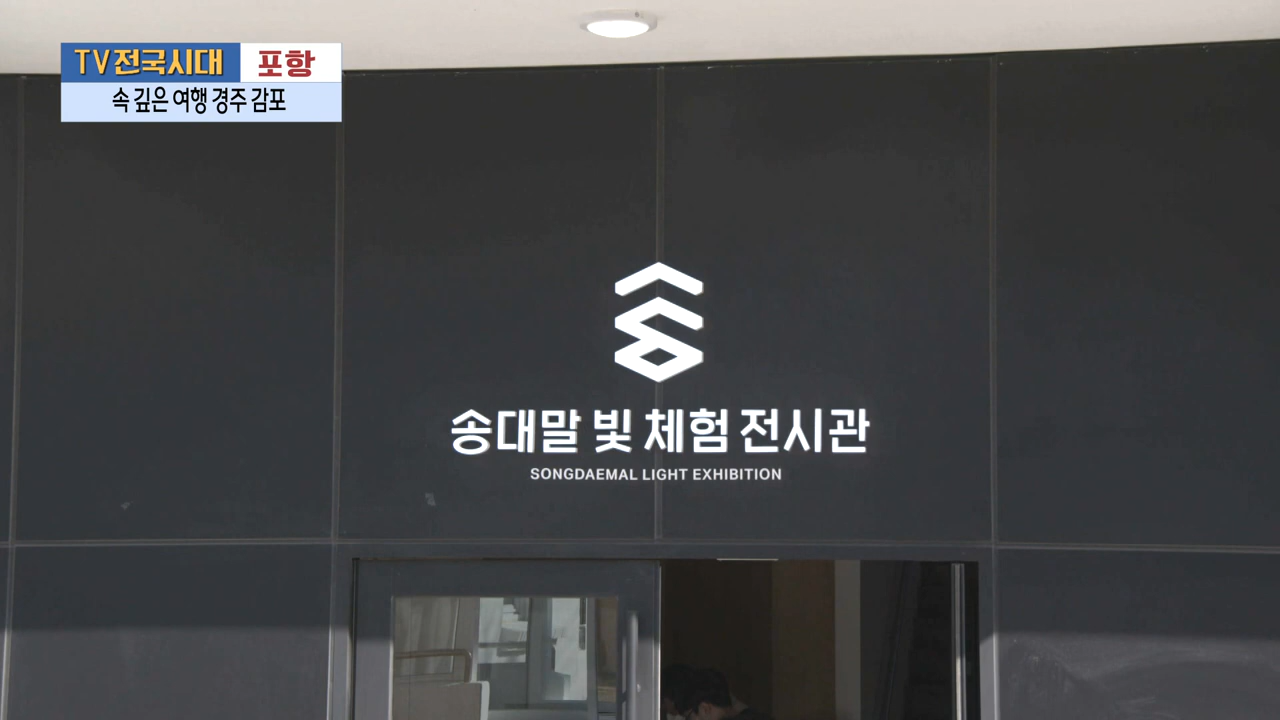 TV전국시대 포항
속 깊은 여행 경주 감포
송대말 빛 체험 전시관
SONGDAEMAL LIGHT EXHIBITION